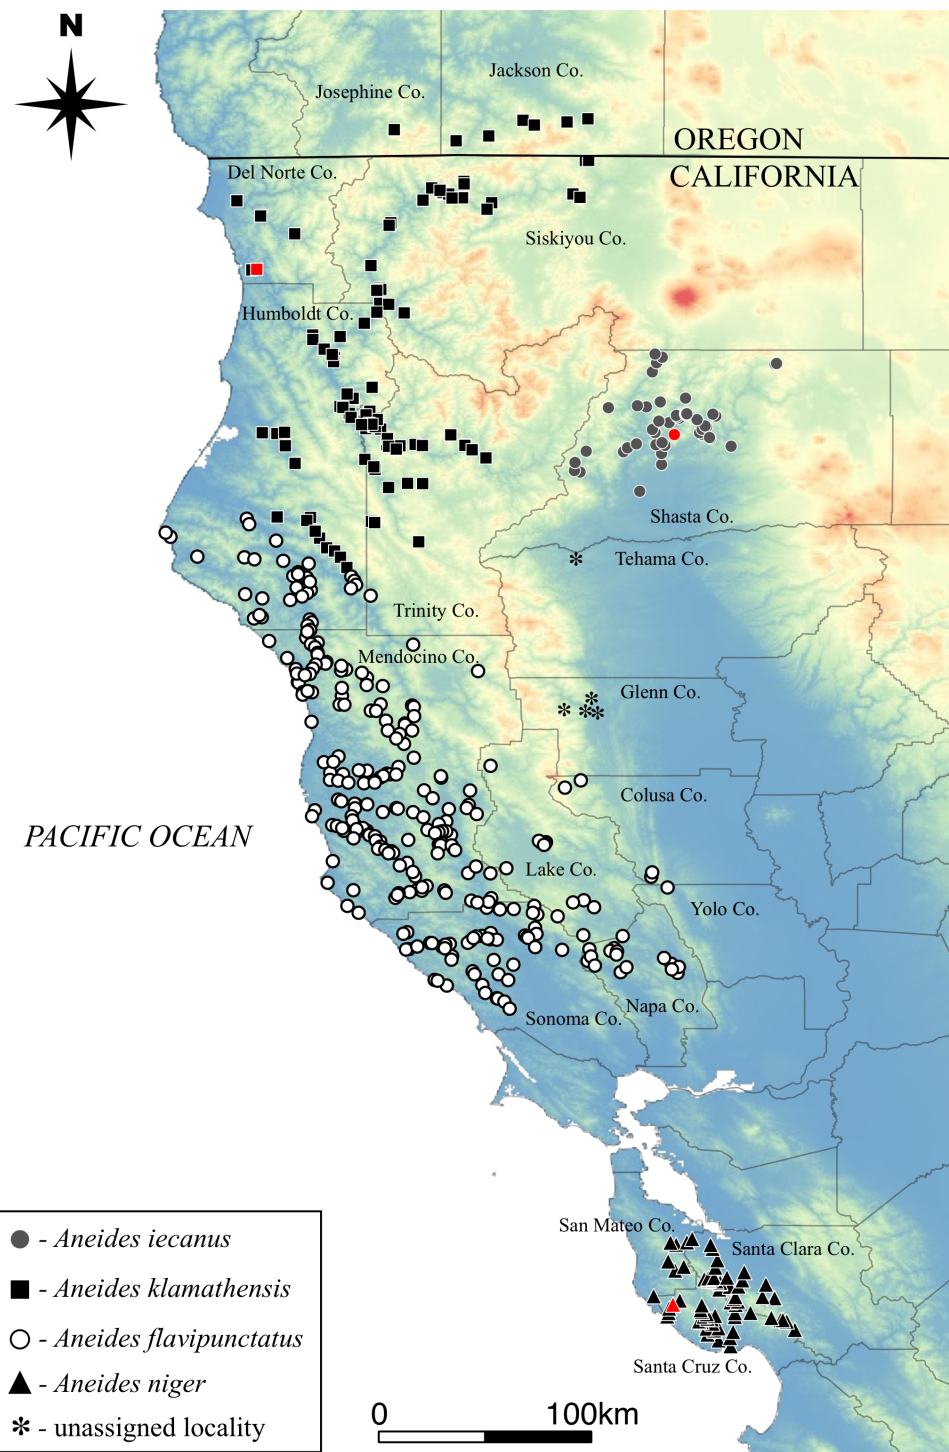 N
Jackson Co.
Josephine Co.
OREGON
CALIFORNIA
Del Norte Co.
Siskiyou Co.
Humboldt Co.
Shasta Co.
Tehama Co.
Trinity Co.
Mendocino Co.
Glenn Co.
Colusa Co.
PACIFIC OCEAN
Lake Co.
Yolo Co.
Napa Co.
Sonoma Co.
San Mateo Co.
Santa Clara Co.
Santa Cruz Co.
- Aneides iecanus
- Aneides klamathensis
- Aneides flavipunctatus
- Aneides niger
* - unassigned locality
0 100km